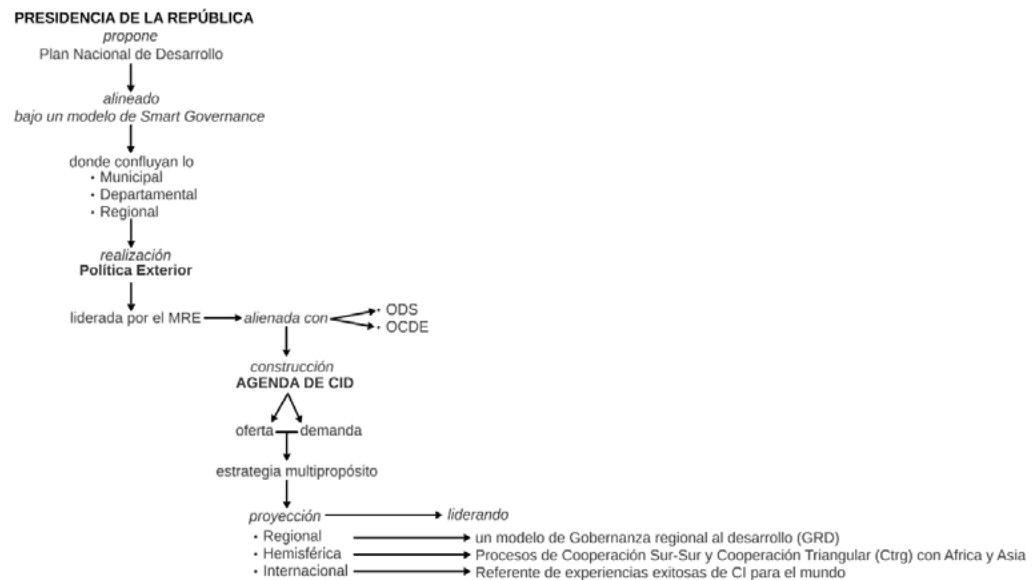 PRESIDENCIA DE LA REPÚBLICA
propone
Plan Nacional de Desarrollo
alineado
bajo un modelo de Smart Governance
donde confluyan lo
• Municipal
• Departamental
• Regional
realización
Política Exterior
liderada por el MRE alienada con
• ODS
• OCDE
construcción
AGENDA DE CID
oferta demanda
estrategia multipropósito
proyección liderando
• Regional un modelo de Gobernanza regional al desarrollo (GRD)
• Hemisférica Procesos de Cooperación Sur-Sur y Cooperación Triangular (Ctrg) con Africa y Asia
• Internacional Referente de experiencias exitosas de CI para el mundo